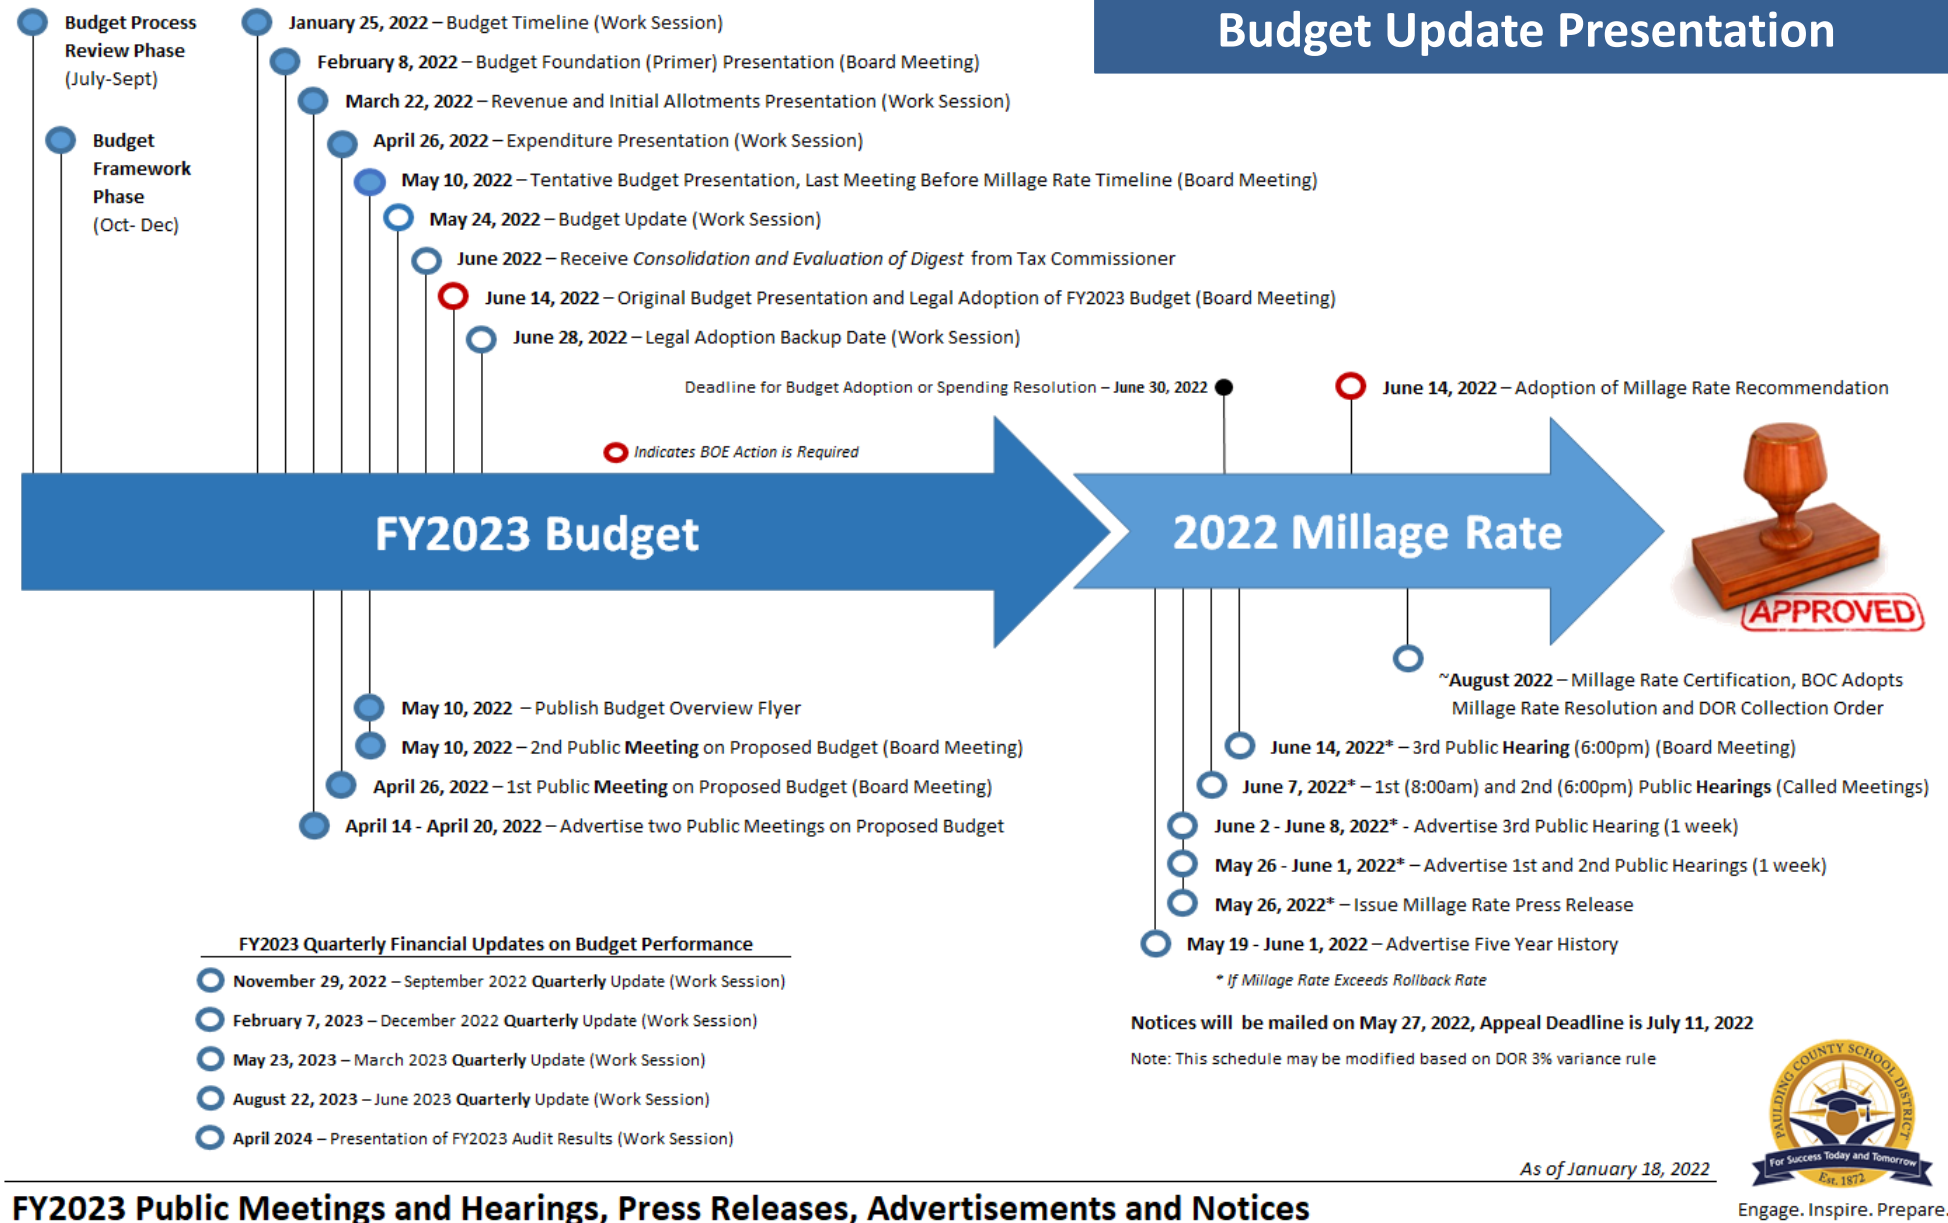 Budget Update Presentation
Budget Process
Review Phase
(July-Sept)
Budget
Framework
Phase
(Oct- Dec)
January 25, 2022 – Budget Timeline (Work Session)
February 8, 2022 – Budget Foundation (Primer) Presentation (Board Meeting)
March 22, 2022 – Revenue and Initial Allotments Presentation (Work Session)
April 26, 2022 – Expenditure Presentation (Work Session)
May 10, 2022 – Tentative Budget Presentation, Last Meeting Before Millage Rate Timeline (Board Meeting)
May 24, 2022 – Budget Update (Work Session)
June 2022 – Receive Consolidation and Evaluation of Digest from Tax Commissioner
June 14, 2022 – Original Budget Presentation and Legal Adoption of FY2023 Budget (Board Meeting)
June 28, 2022 – Legal Adoption Backup Date (Work Session)
Deadline for Budget Adoption or Spending Resolution – June 30, 2022
June 14, 2022 – Adoption of Millage Rate Recommendation
Indicates BOE Action is Required
FY2023 Budget
2022 Millage Rate
APPROVED
May 10, 2022 – Publish Budget Overview Flyer
May 10, 2022 – 2nd Public Meeting on Proposed Budget (Board Meeting)
April 26, 2022 – 1st Public Meeting on Proposed Budget (Board Meeting)
April 14 - April 20, 2022 – Advertise two Public Meetings on Proposed Budget
~August 2022 – Millage Rate Certification, BOC Adopts
Millage Rate Resolution and DOR Collection Order
June 14, 2022* – 3rd Public Hearing (6:00pm) (Board Meeting)
June 7, 2022* – 1st (8:00am) and 2nd (6:00pm) Public Hearings (Called Meetings)
June 2 - June 8, 2022* - Advertise 3rd Public Hearing (1 week)
May 26 - June 1, 2022* – Advertise 1st and 2nd Public Hearings (1 week)
May 26, 2022* – Issue Millage Rate Press Release
May 19 - June 1, 2022 – Advertise Five Year History
* If Millage Rate Exceeds Rollback Rate
Notices will be mailed on May 27, 2022, Appeal Deadline is July 11, 2022
Note: This schedule may be modified based on DOR 3% variance rule
FY2023 Quarterly Financial Updates on Budget Performance
November 29, 2022 – September 2022 Quarterly Update (Work Session)
February 7, 2023 – December 2022 Quarterly Update (Work Session)
May 23, 2023 – March 2023 Quarterly Update (Work Session)
August 22, 2023 – June 2023 Quarterly Update (Work Session)
April 2024 – Presentation of FY2023 Audit Results (Work Session)
As of January 18, 2022
PAULDING COUNTY SCHOOL DISTRICT
For Success Today and Tomorrow
Est. 1872
Engage. Inspire. Prepare.
FY2023 Public Meetings and Hearings, Press Releases, Advertisements and Notices